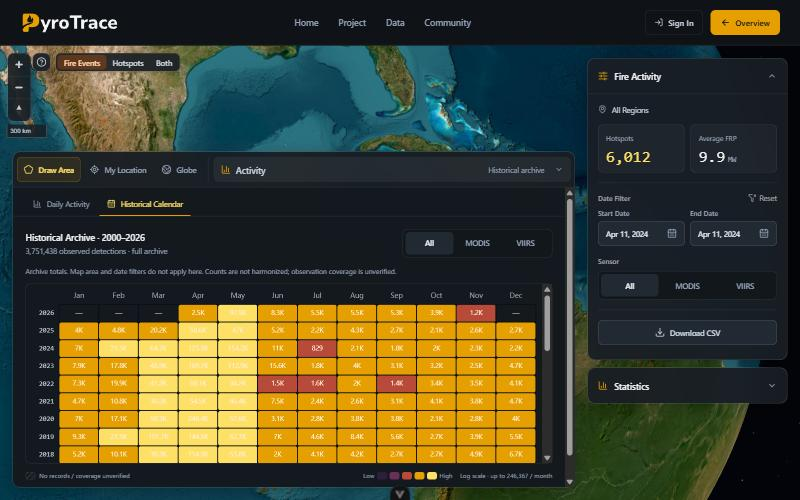 PyroTrace
Home
Project
Data
Community
Sign In
Overview
Fire Events
Hotspots
Both
300 km
Draw Area
My Location
Globe
Activity
Historical archive
Daily Activity
Historical Calendar
Historical Archive · 2000–2026
3,751,438 observed detections · full archive
All
MODIS
VIIRS
Archive totals. Map area and date filters do not apply here. Counts are not harmonized; observation coverage is unverified.
Jan Feb Mar Apr May Jun Jul Aug Sep Oct Nov Dec
2026 — — — 2.5K 8.3K 5.5K 5.5K 5.3K 3.9K 1.2K —
2025 4K 4.8K 20.2K 5.2K 2.2K 4.3K 2.7K 2.1K 2.6K 2.7K
2024 7K 11K 829 2.1K 1.8K 2K 2.3K 2.2K
2023 7.9K 17.8K 15.6K 1.8K 4K 3.1K 3.2K 2.5K 4.7K
2022 7.3K 19.9K 1.5K 1.6K 2K 1.4K 3.4K 3.5K 4.1K
2021 4.7K 10.8K 7.5K 2.4K 2.6K 3.1K 4.1K 3.8K 4.7K
2020 7K 17.1K 3.1K 2.8K 3.8K 3.8K 2.1K 2.8K 4K
2019 9.3K 7.7K 4.6K 8.4K 5.6K 2.7K 3.9K 5.5K
2018 5.2K 10.1K 2K 4.1K 4.2K 2.7K 2.9K 4.9K 6.7K
No records / coverage unverified
Low
High
Log scale · up to 246,367 / month
Fire Activity
All Regions
Hotspots
6,012
Average FRP
9.9 MW
Date Filter
Reset
Start Date
End Date
Apr 11, 2024
Apr 11, 2024
Sensor
All
MODIS
VIIRS
Download CSV
Statistics